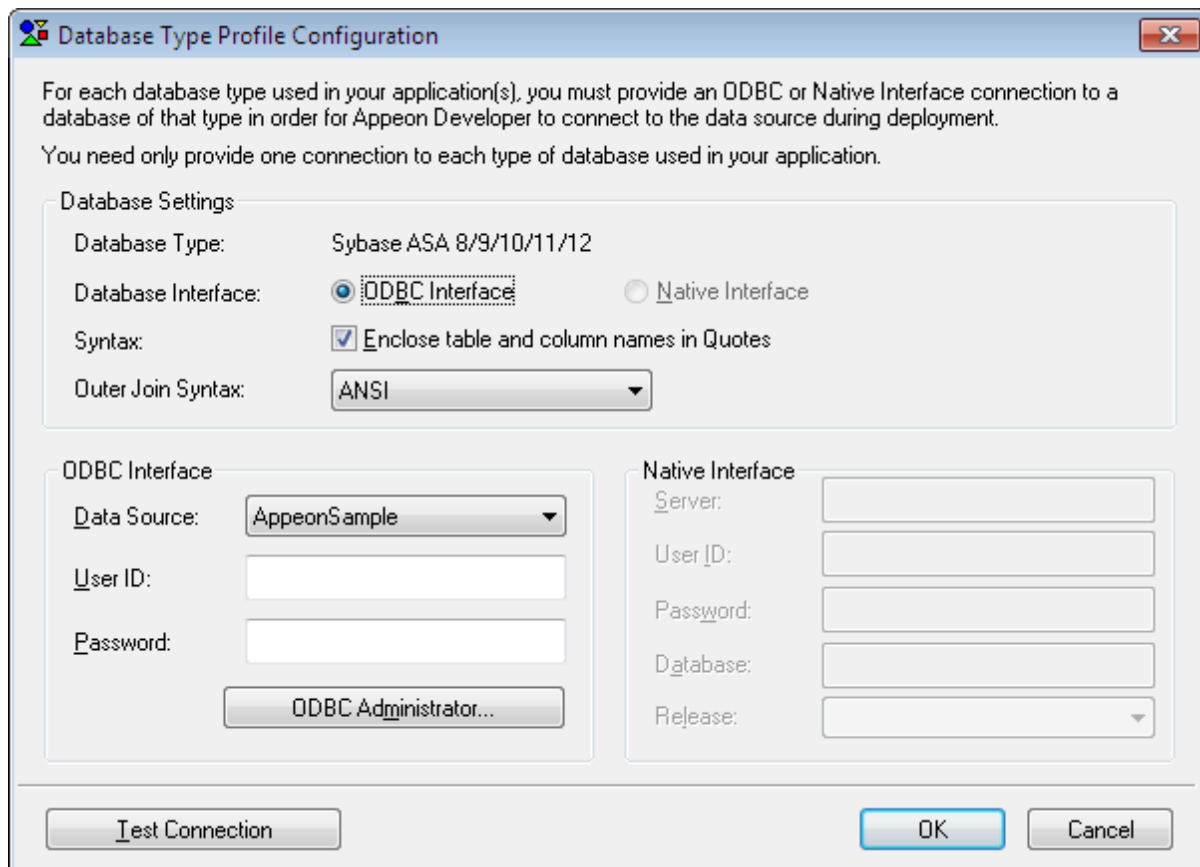 Database Type Profile Configuration
For each database type used in your application(s), you must provide an ODBC or Native Interface connection to a
database of that type in order for Appeon Developer to connect to the data source during deployment.
You need only provide one connection to each type of database used in your application.
Database Settings
Database Type: Sybase ASA 8/9/10/11/12
Database Interface: ODBC Interface Native Interface
Syntax: Enclose table and column names in Quotes
Outer Join Syntax: ANSI
ODBC Interface
Data Source: AppeonSample
User ID:
Password:
ODBC Administrator...
Native Interface
Server:
User ID:
Password:
Database:
Release:
Test Connection OK Cancel